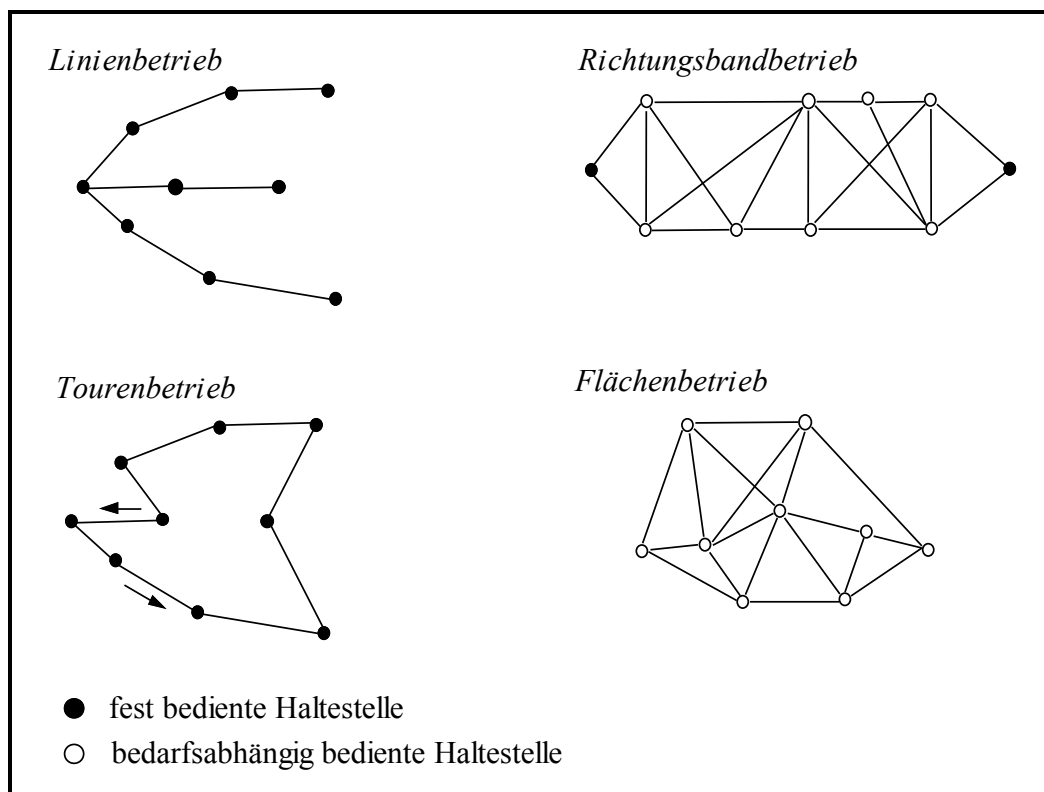 Linienbetrieb
Richtungsbandbetrieb
Tourenbetrieb
Flächenbetrieb
fest bediente Haltestelle
bedarfsabhängig bediente Haltestelle